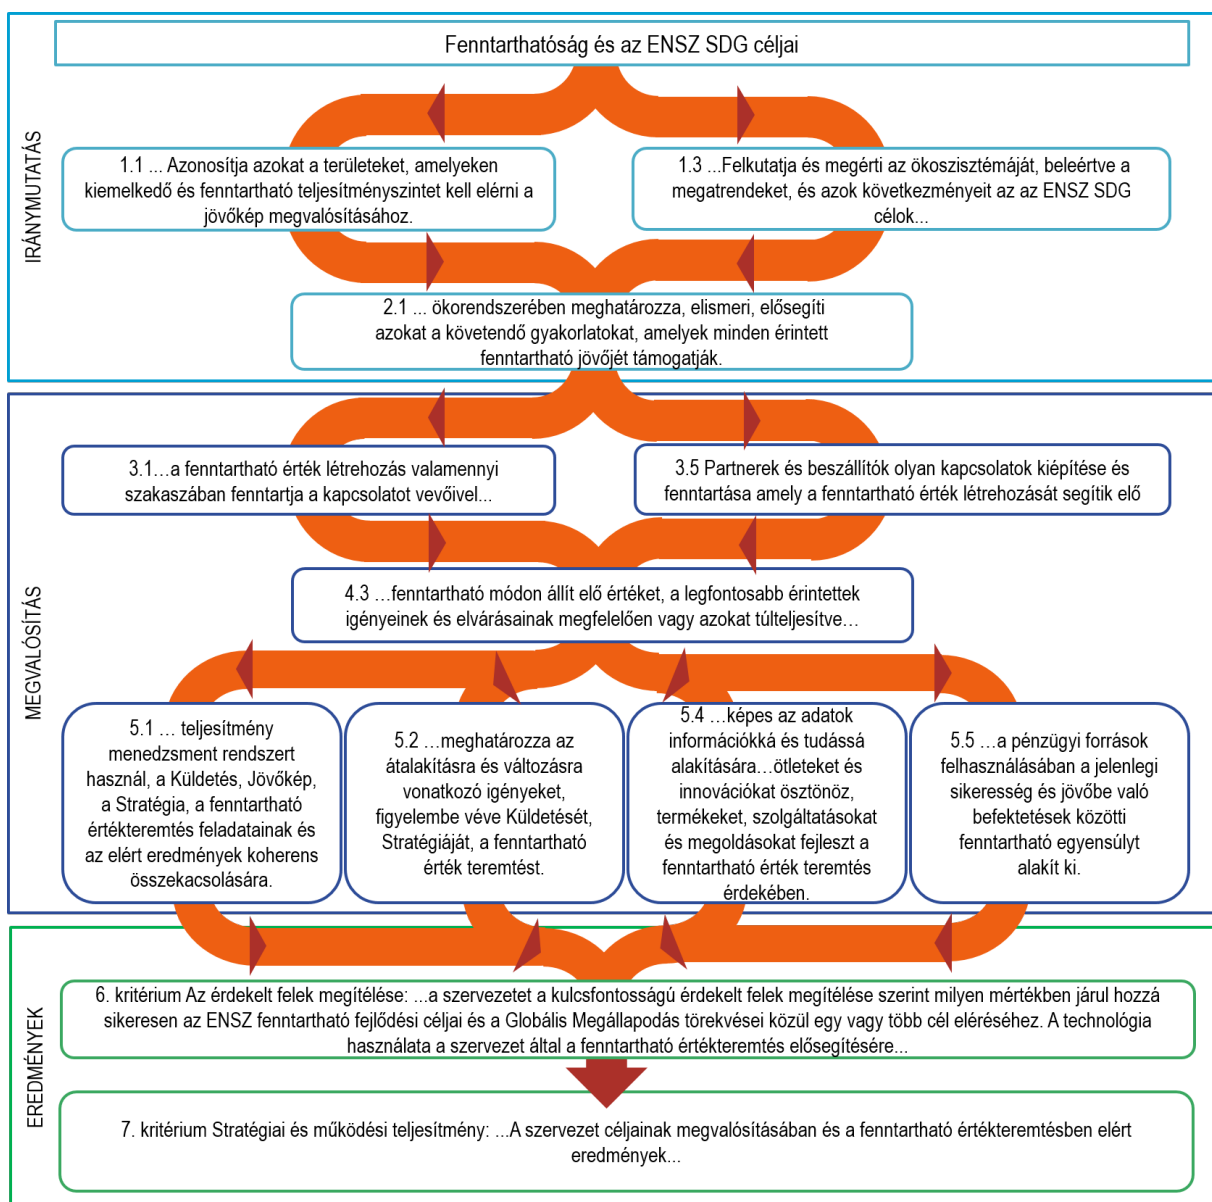 Fenntarthatóság és az ENSZ SDG céljai
IRÁNYMUTATÁS
1.1 ... Azonosítja azokat a területeket, amelyeken
kiemelkedő és fenntartható teljesítményszintet kell elérni a
jövőkép megvalósításához.
1.3 ...Felkutatja és megérti az ökoszisztémáját, beleértve a
megatrendeket, és azok következményeit az az ENSZ SDG
célok...
2.1 ... ökorendszerében meghatározza, elismeri, elősegíti
azokat a követendő gyakorlatokat, amelyek minden érintett
fenntartható jövőjét támogatják.
MEGVALÓSÍTÁS
3.1…a fenntartható érték létrehozás valamennyi
szakaszában fenntartja a kapcsolatot vevőivel...
3.5 Partnerek és beszállítók olyan kapcsolatok kiépítése és
fenntartása amely a fenntartható érték létrehozását segítik elő
4.3 …fenntartható módon állít elő értéket, a legfontosabb érintettek
igényeinek és elvárásainak megfelelően vagy azokat túlteljesítve…
5.1 … teljesítmény
menedzsment rendszert
használ, a Küldetés, Jövőkép,
a Stratégia, a fenntartható
értékteremtés feladatainak és
az elért eredmények koherens
összekacsolására.
5.2 …meghatározza az
átalakításra és változásra
vonatkozó igényeket,
figyelembe véve Küldetését,
Stratégiáját, a fenntartható
érték teremtést.
5.4 …képes az adatok
információkká és tudássá
alakítására…ötleteket és
innovációkat ösztönöz,
termékeket, szolgáltatásokat
és megoldásokat fejleszt a
fenntartható érték teremtés
érdekében.
5.5 …a pénzügyi források
felhasználásában a jelenlegi
sikeresség és jövőbe való
befektetések közötti
fenntartható egyensúlyt
alakít ki.
EREDMÉNYEK
6. kritérium Az érdekelt felek megítélése: ...a szervezetet a kulcsfontosságú érdekelt felek megítélése szerint milyen mértékben járul hozzá
sikeresen az ENSZ fenntartható fejlődési céljai és a Globális Megállapodás törekvései közül egy vagy több cél eléréséhez. A technológia
használata a szervezet által a fenntartható értékteremtés elősegítésére...
7. kritérium Stratégiai és működési teljesítmény: ...A szervezet céljainak megvalósításában és a fenntartható értékteremtésben elért
eredmények...